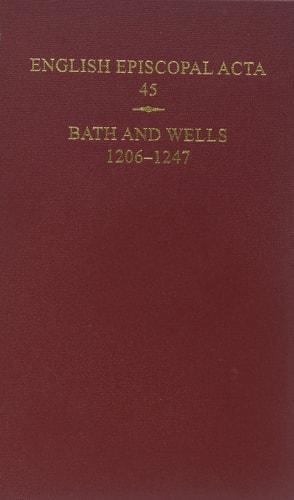 ENGLISH EPISCOPAL ACTA
45
BATH AND WELLS
1206–1247